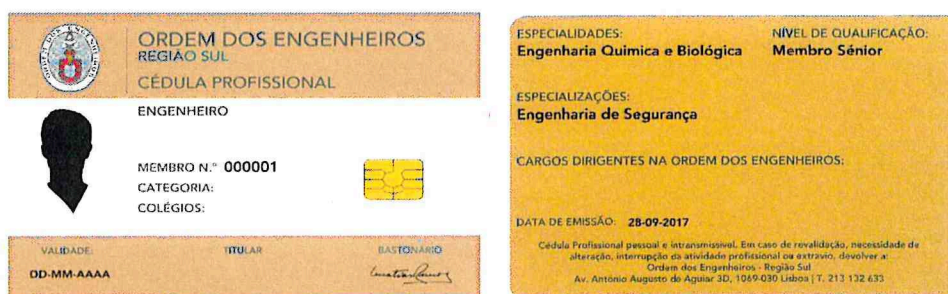 ORDEM DOS ENGENHEIROS
REGIÃO SUL
CÉDULA PROFISSIONAL
ENGENHEIRO
MEMBRO N.º 000001
CATEGORIA:
COLÉGIOS:
VALIDADE: TITULAR BASTONÁRIO
DD-MM-AAAA
ESPECIALIDADES: NÍVEL DE QUALIFICAÇÃO:
Engenharia Quimica e Biológica Membro Sénior
ESPECIALIZAÇÕES:
Engenharia de Segurança
CARGOS DIRIGENTES NA ORDEM DOS ENGENHEIROS:
DATA DE EMISSÃO: 28-09-2017
Cédula Profissional pessoal e intransmissível. Em caso de revalidação, necessidade de
alteração, interrupção da atividade profissional ou extravio, devolver a:
Ordem dos Engenheiros - Região Sul
Av. António Augusto de Aguiar 3D, 1069-030 Lisboa | T. 213 132 633